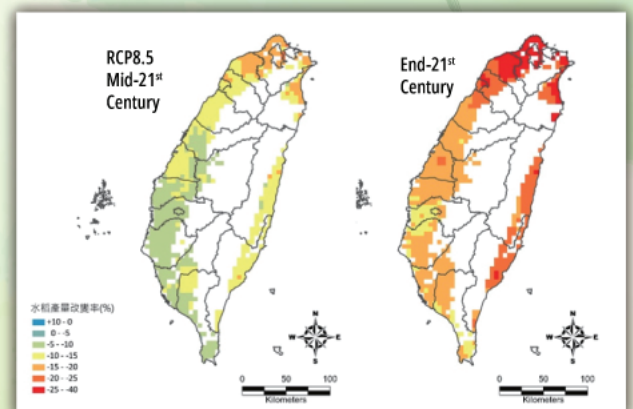 RCP8.5
Mid-21st
Century
End-21st
Century
水稻產量改變率(%)
+10 - 0
0 - -5
-5 - -10
-10 - -15
-15 - -20
-20 - -25
-25 - -40
N
W E
S
0 50 100
Kilometers
N
W E
S
0 50 100
Kilometers